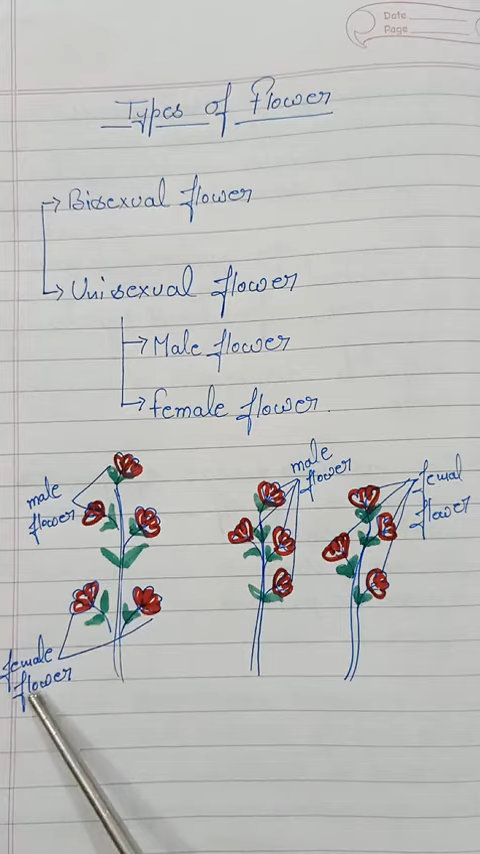 Date
Page
Types of Flower
Bisexual flower
Unisexual flower
Male flower
female flower.
male
flower
male
flower
femal
flower
female
flower